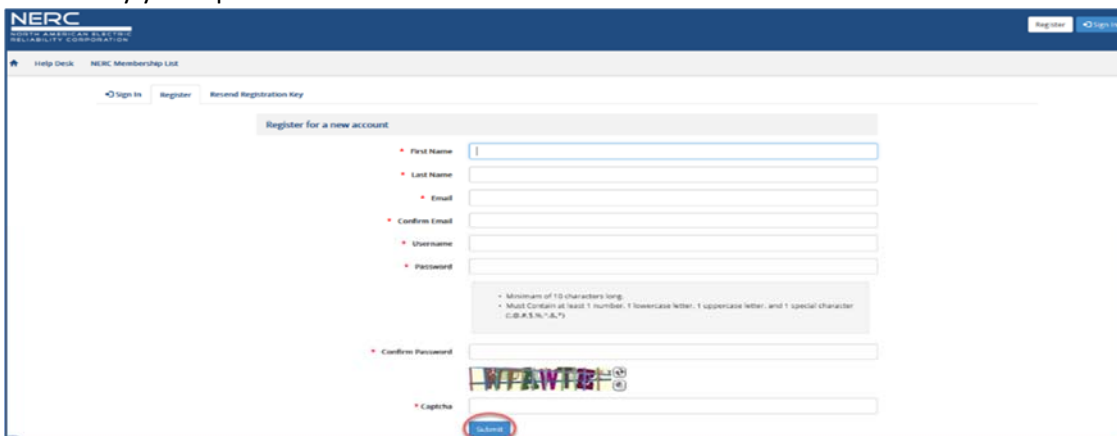 NERC
NORTH AMERICAN ELECTRIC
RELIABILITY CORPORATION
Register Sign In
Help Desk NERC Membership List
Sign In Register Resend Registration Key
Register for a new account
* First Name
* Last Name
* Email
* Confirm Email
* Username
* Password
• Minimum of 10 characters long.
• Must Contain at least 1 number, 1 lowercase letter, 1 uppercase letter, and 1 special character
* Confirm Password
* Captcha
Submit